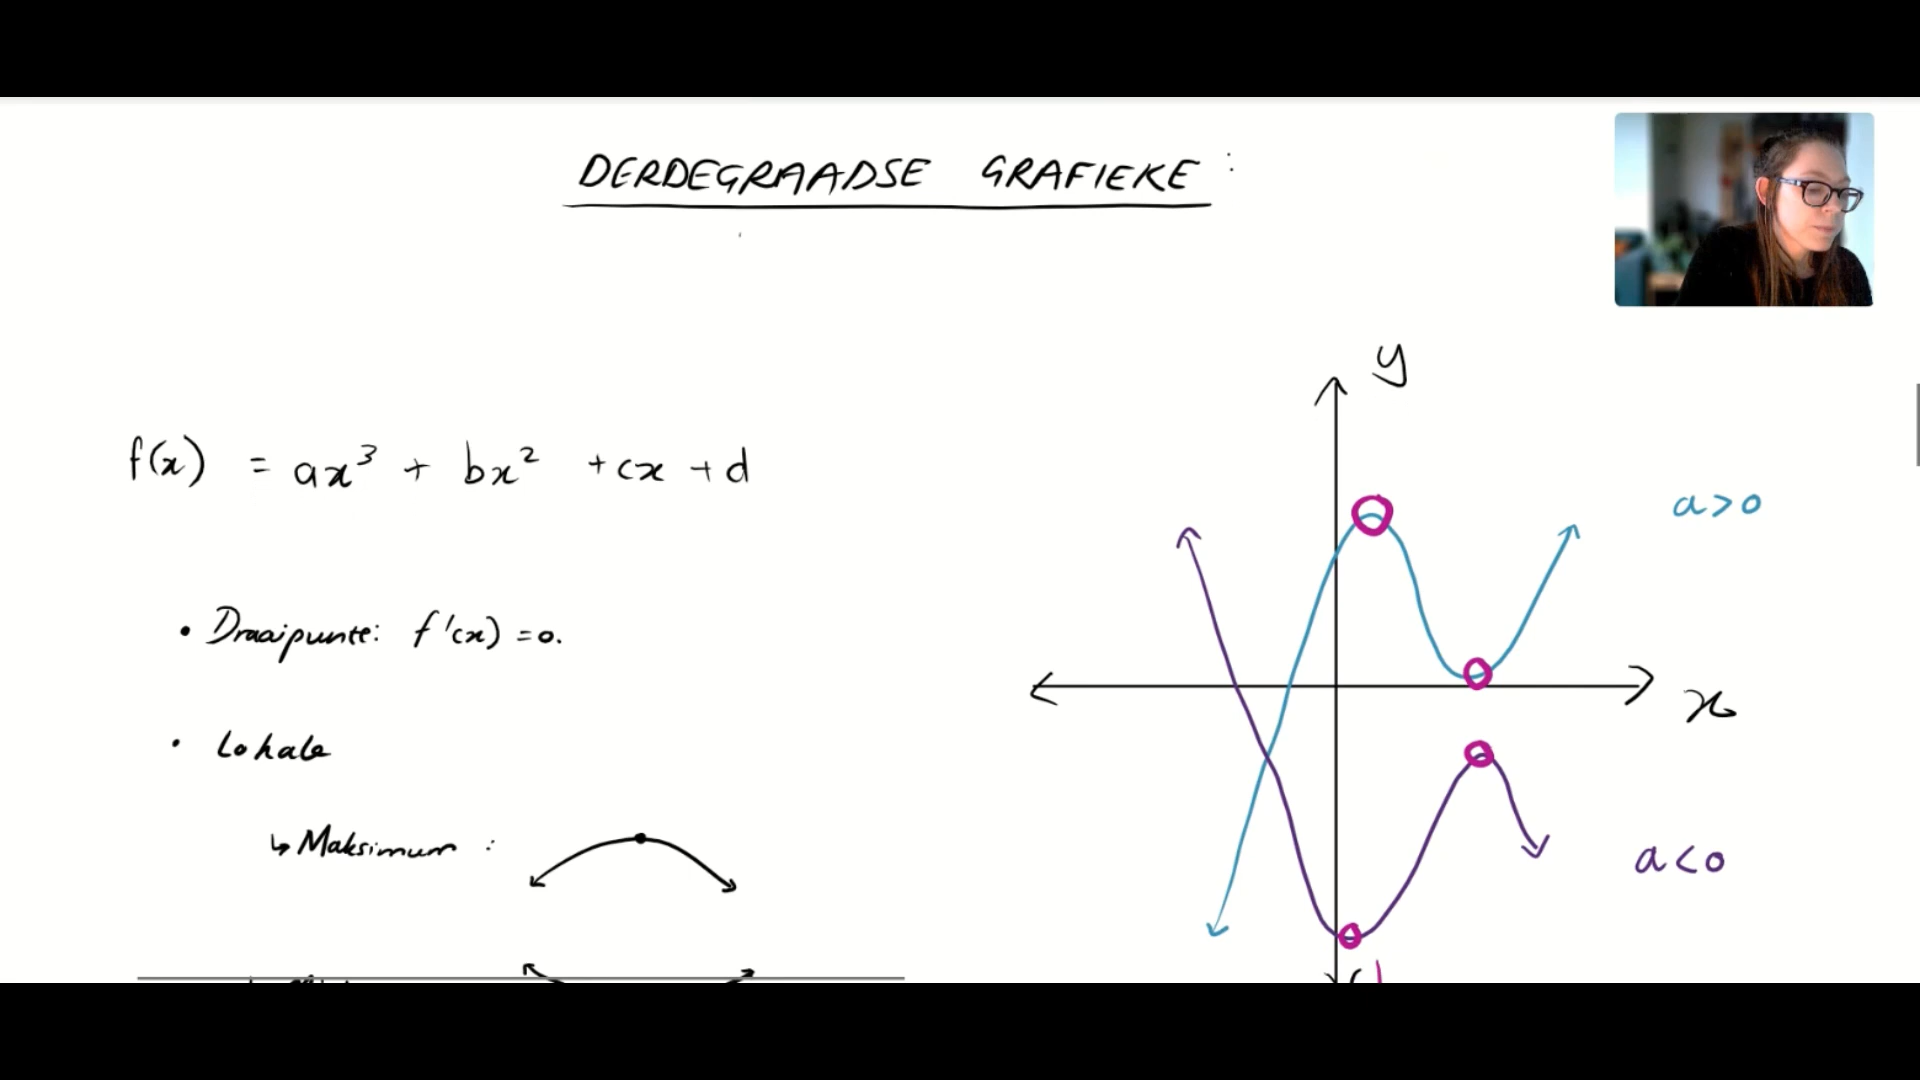 DERDEGRAADSE GRAFIEKE :
f(x) = ax³ + bx² + cx + d
• Draaipunte: f'(x) = 0.
• Lokale
↳ Maksimum :
y
a>0
x
a<0